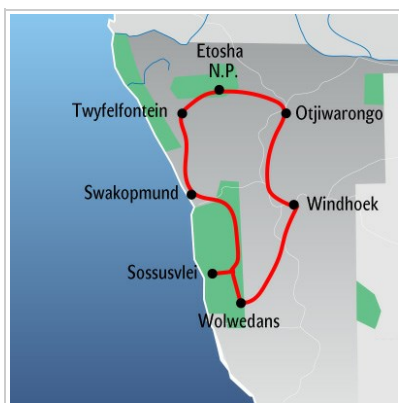 Etosha
N.P.
Twyfelfontein
Otjiwarongo
Swakopmund
Windhoek
Sossusvlei
Wolwedans